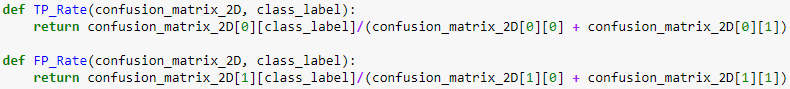 def TP_Rate(confusion_matrix_2D, class_label):
    return confusion_matrix_2D[0][class_label]/(confusion_matrix_2D[0][0] + confusion_matrix_2D[0][1])
def FP_Rate(confusion_matrix_2D, class_label):
    return confusion_matrix_2D[1][class_label]/(confusion_matrix_2D[1][0] + confusion_matrix_2D[1][1])